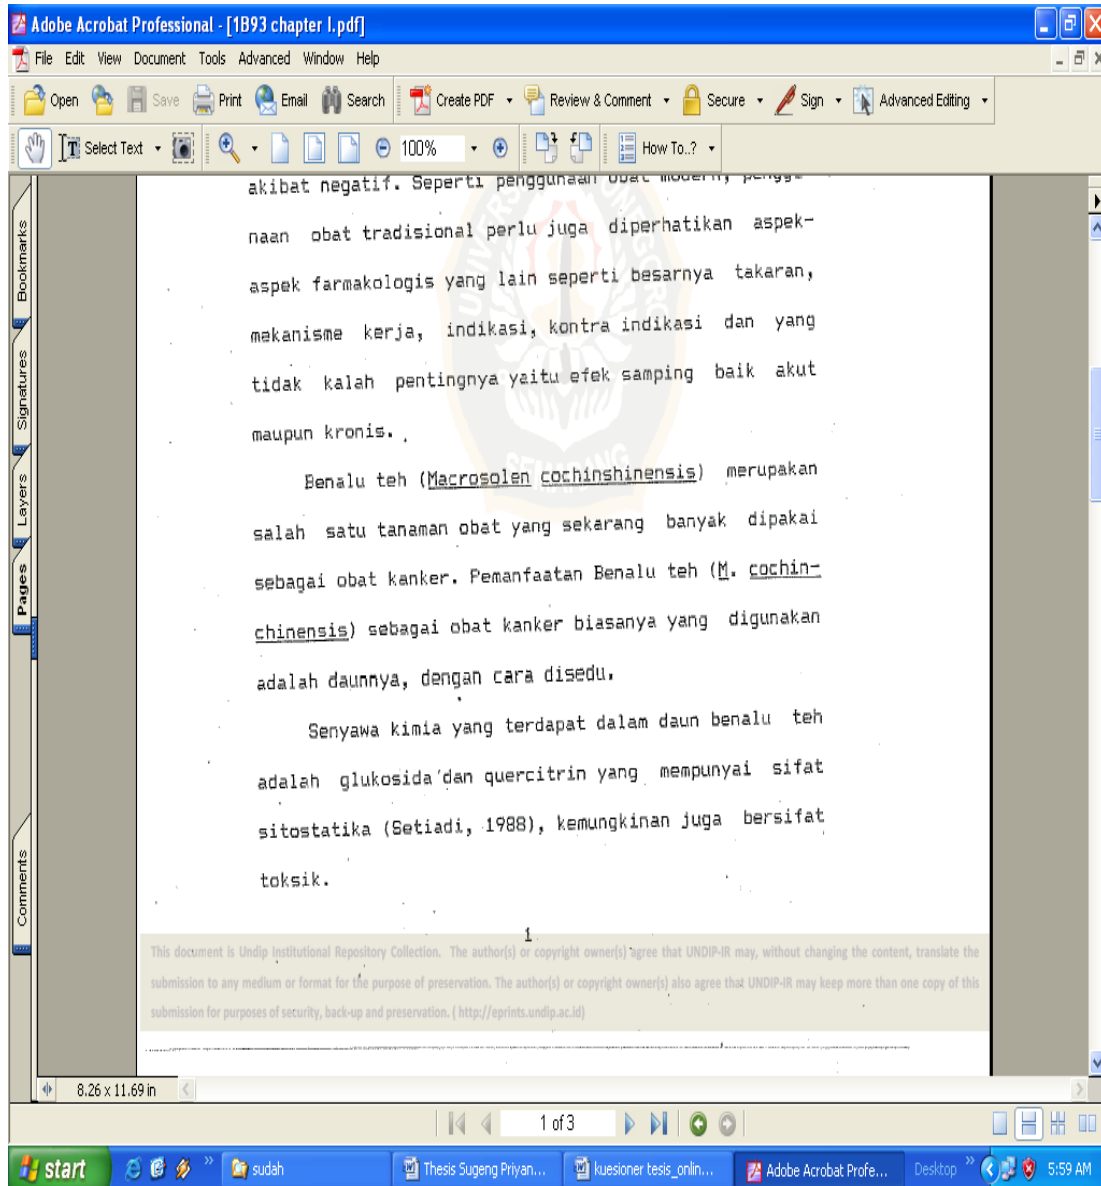 Adobe Acrobat Professional - [1B93 chapter I.pdf]
File Edit View Document Tools Advanced Window Help
Open Save Print Email Search Create PDF Review & Comment Secure Sign Advanced Editing
Select Text 100% How To..?
Bookmarks
Signatures
Layers
Pages
Comments
akibat negatif. Seperti penggunaan obat modern, penggu-
naan obat tradisional perlu juga diperhatikan aspek-
aspek farmakologis yang lain seperti besarnya takaran,
mekanisme kerja, indikasi, kontra indikasi dan yang
tidak kalah pentingnya yaitu efek samping baik akut
maupun kronis.
Benalu teh (Macrosolen cochinshinensis) merupakan
salah satu tanaman obat yang sekarang banyak dipakai
sebagai obat kanker. Pemanfaatan Benalu teh (M. cochin-
chinensis) sebagai obat kanker biasanya yang digunakan
adalah daunnya, dengan cara disedu.
Senyawa kimia yang terdapat dalam daun benalu teh
adalah glukosida dan quercitrin yang mempunyai sifat
sitostatika (Setiadi, 1988), kemungkinan juga bersifat
toksik.
1
This document is Undip Institutional Repository Collection. The author(s) or copyright owner(s) agree that UNDIP-IR may, without changing the content, translate the
submission to any medium or format for the purpose of preservation. The author(s) or copyright owner(s) also agree that UNDIP-IR may keep more than one copy of this
submission for purposes of security, back-up and preservation. ( http://eprints.undip.ac.id)
8.26 x 11.69 in
1 of 3
start sudah Thesis Sugeng Priyan... kuesioner tesis_onlin... Adobe Acrobat Profe... Desktop 5:59 AM